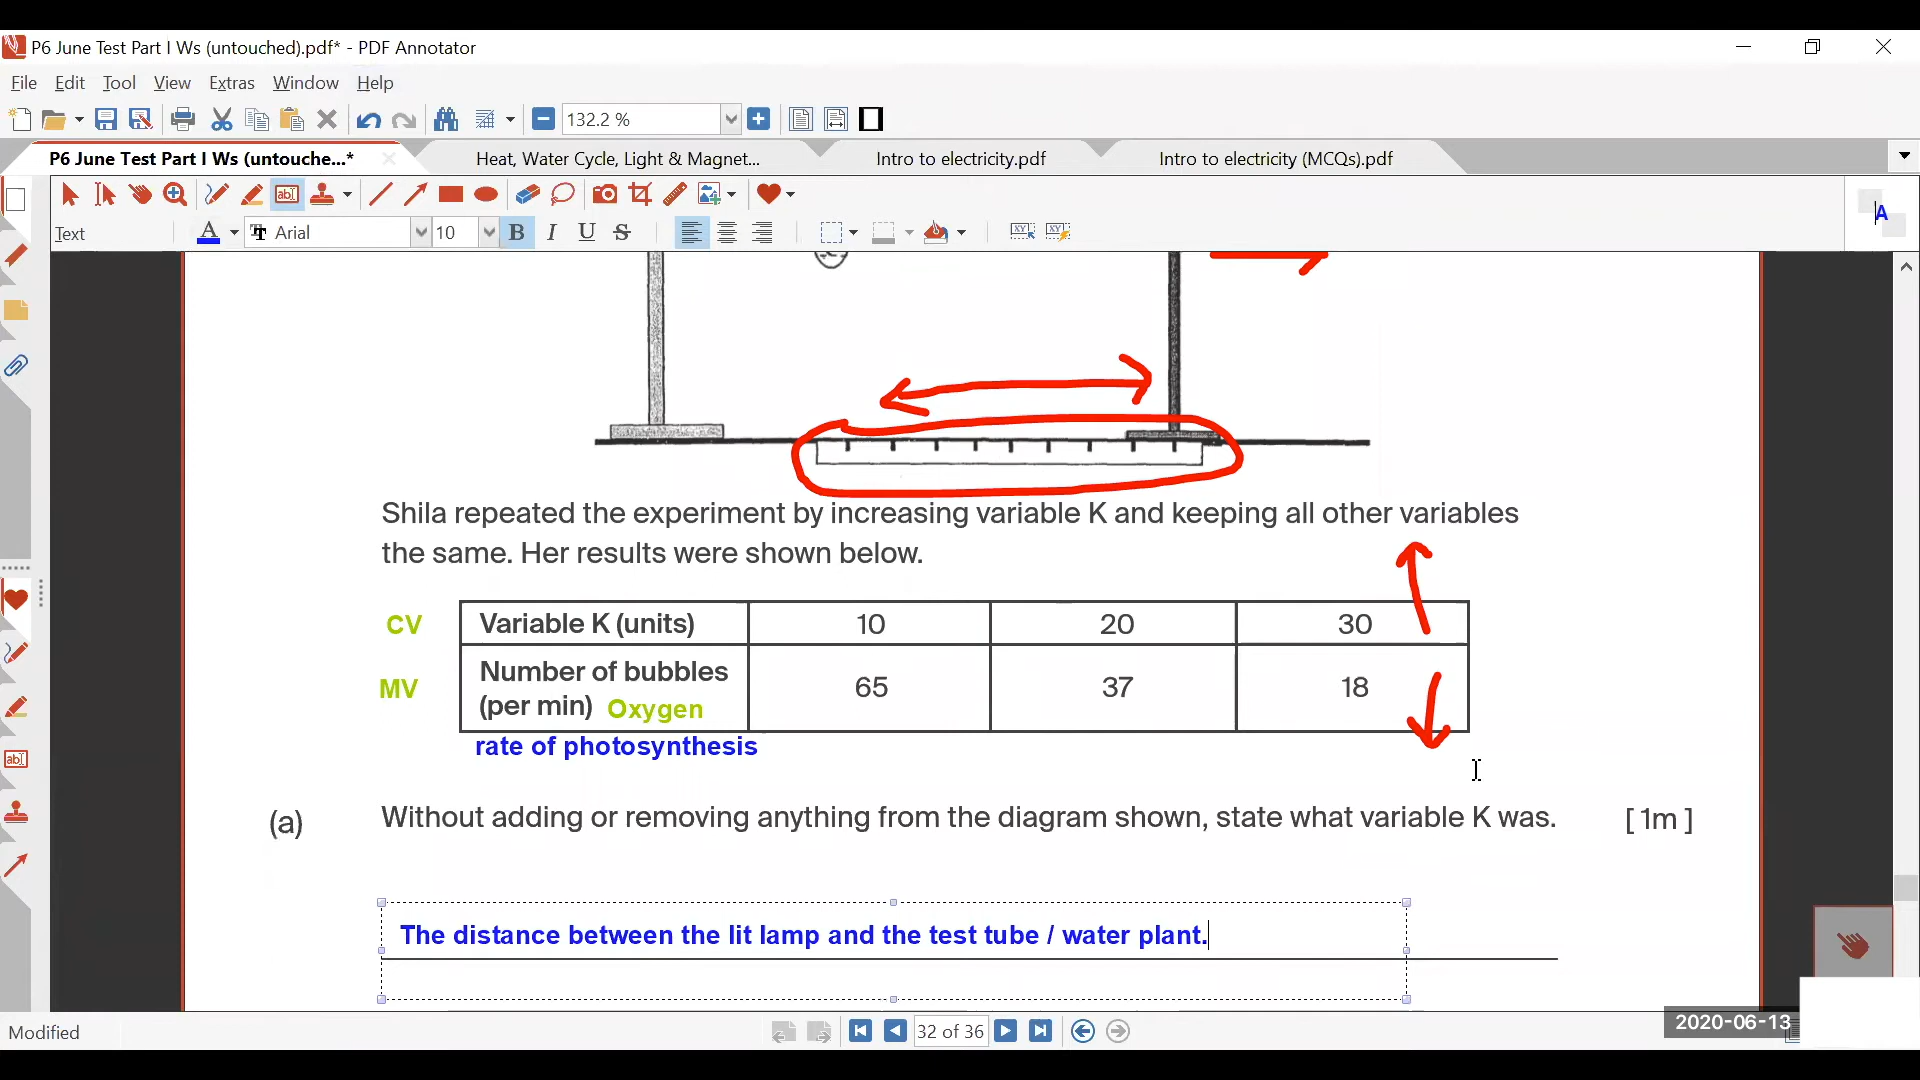 P6 June Test Part I Ws (untouched).pdf* - PDF Annotator
File Edit Tool View Extras Window Help
132.2 %
P6 June Test Part I Ws (untouche...*
Heat, Water Cycle, Light & Magnet...
Intro to electricity.pdf
Intro to electricity (MCQs).pdf
Text
Arial
10
B I U S
A
Shila repeated the experiment by increasing variable K and keeping all other variables
the same. Her results were shown below.
CV Variable K (units) 10 20 30
MV Number of bubbles
(per min) Oxygen 65 37 18
rate of photosynthesis
(a) Without adding or removing anything from the diagram shown, state what variable K was. [ 1m ]
The distance between the lit lamp and the test tube / water plant.
Modified
32 of 36
2020-06-13